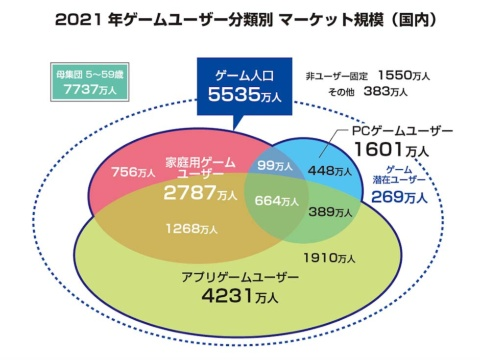 2021年ゲームユーザー分類別 マーケット規模（国内）
母集団 5～59歳
7737万人
ゲーム人口
5535万人
非ユーザー固定 1550万人
その他 383万人
PCゲームユーザー
1601万人
ゲーム
潜在ユーザー
269万人
756万人
家庭用ゲーム
ユーザー
2787万人
99万人
448万人
664万人
389万人
1268万人
1910万人
アプリゲームユーザー
4231万人